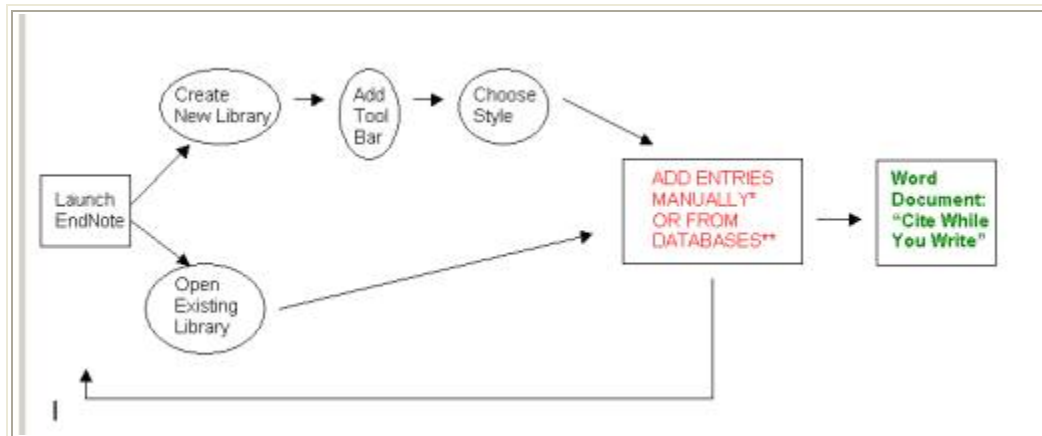 Create
New Library
Add
Tool
Bar
Choose
Style
Launch
EndNote
ADD ENTRIES
MANUALLY*
OR FROM
DATABASES**
Word
Document:
"Cite While
You Write"
Open
Existing
Library